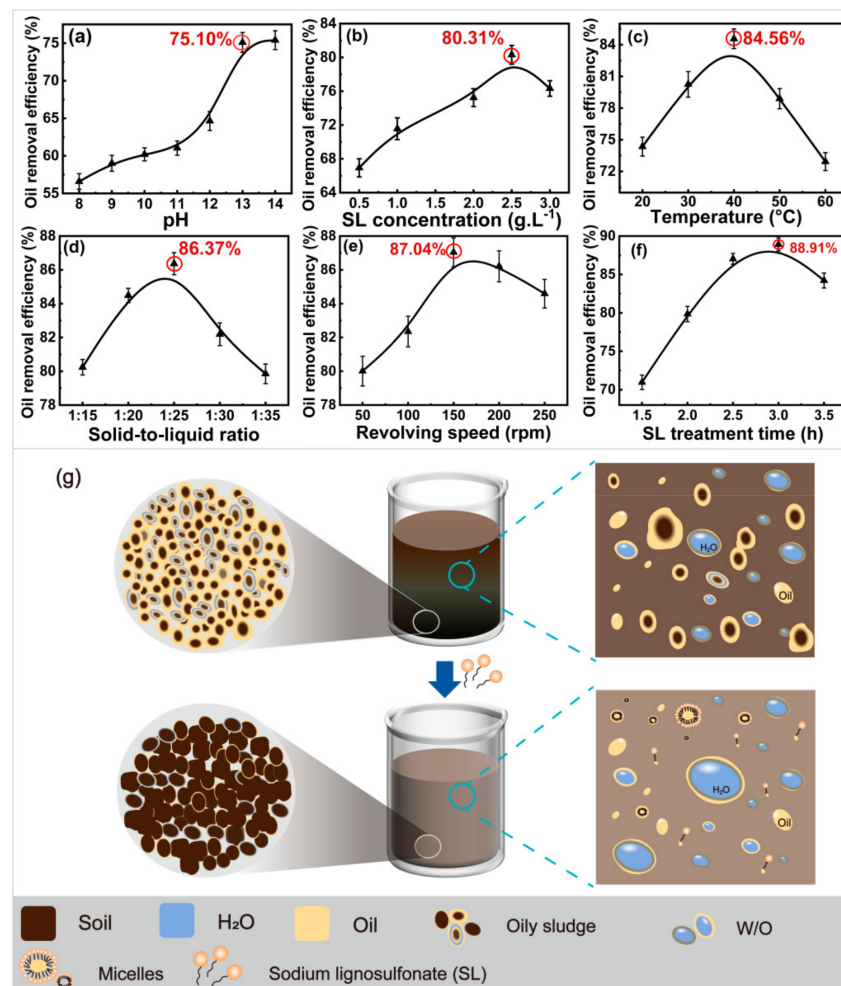 (a)
75.10%
Oil removal efficiency (%)
75
70
65
60
55
8 9 10 11 12 13 14
pH
(b)
80.31%
Oil removal efficiency (%)
84
80
76
72
68
64
0.5 1.0 1.5 2.0 2.5 3.0
SL concentration (g.L⁻¹)
(c)
84.56%
Oil removal efficiency (%)
84
81
78
75
72
20 30 40 50 60
Temperature (°C)
(d)
86.37%
Oil removal efficiency (%)
88
86
84
82
80
78
1:15 1:20 1:25 1:30 1:35
Solid-to-liquid ratio
(e)
87.04%
Oil removal efficiency (%)
88
86
84
82
80
78
50 100 150 200 250
Revolving speed (rpm)
(f)
88.91%
Oil removal efficiency (%)
90
85
80
75
70
1.5 2.0 2.5 3.0 3.5
SL treatment time (h)
(g)
H₂O
Oil
H₂O
Oil
Soil
H₂O
Oil
Oily sludge
W/O
Micelles
Sodium lignosulfonate (SL)